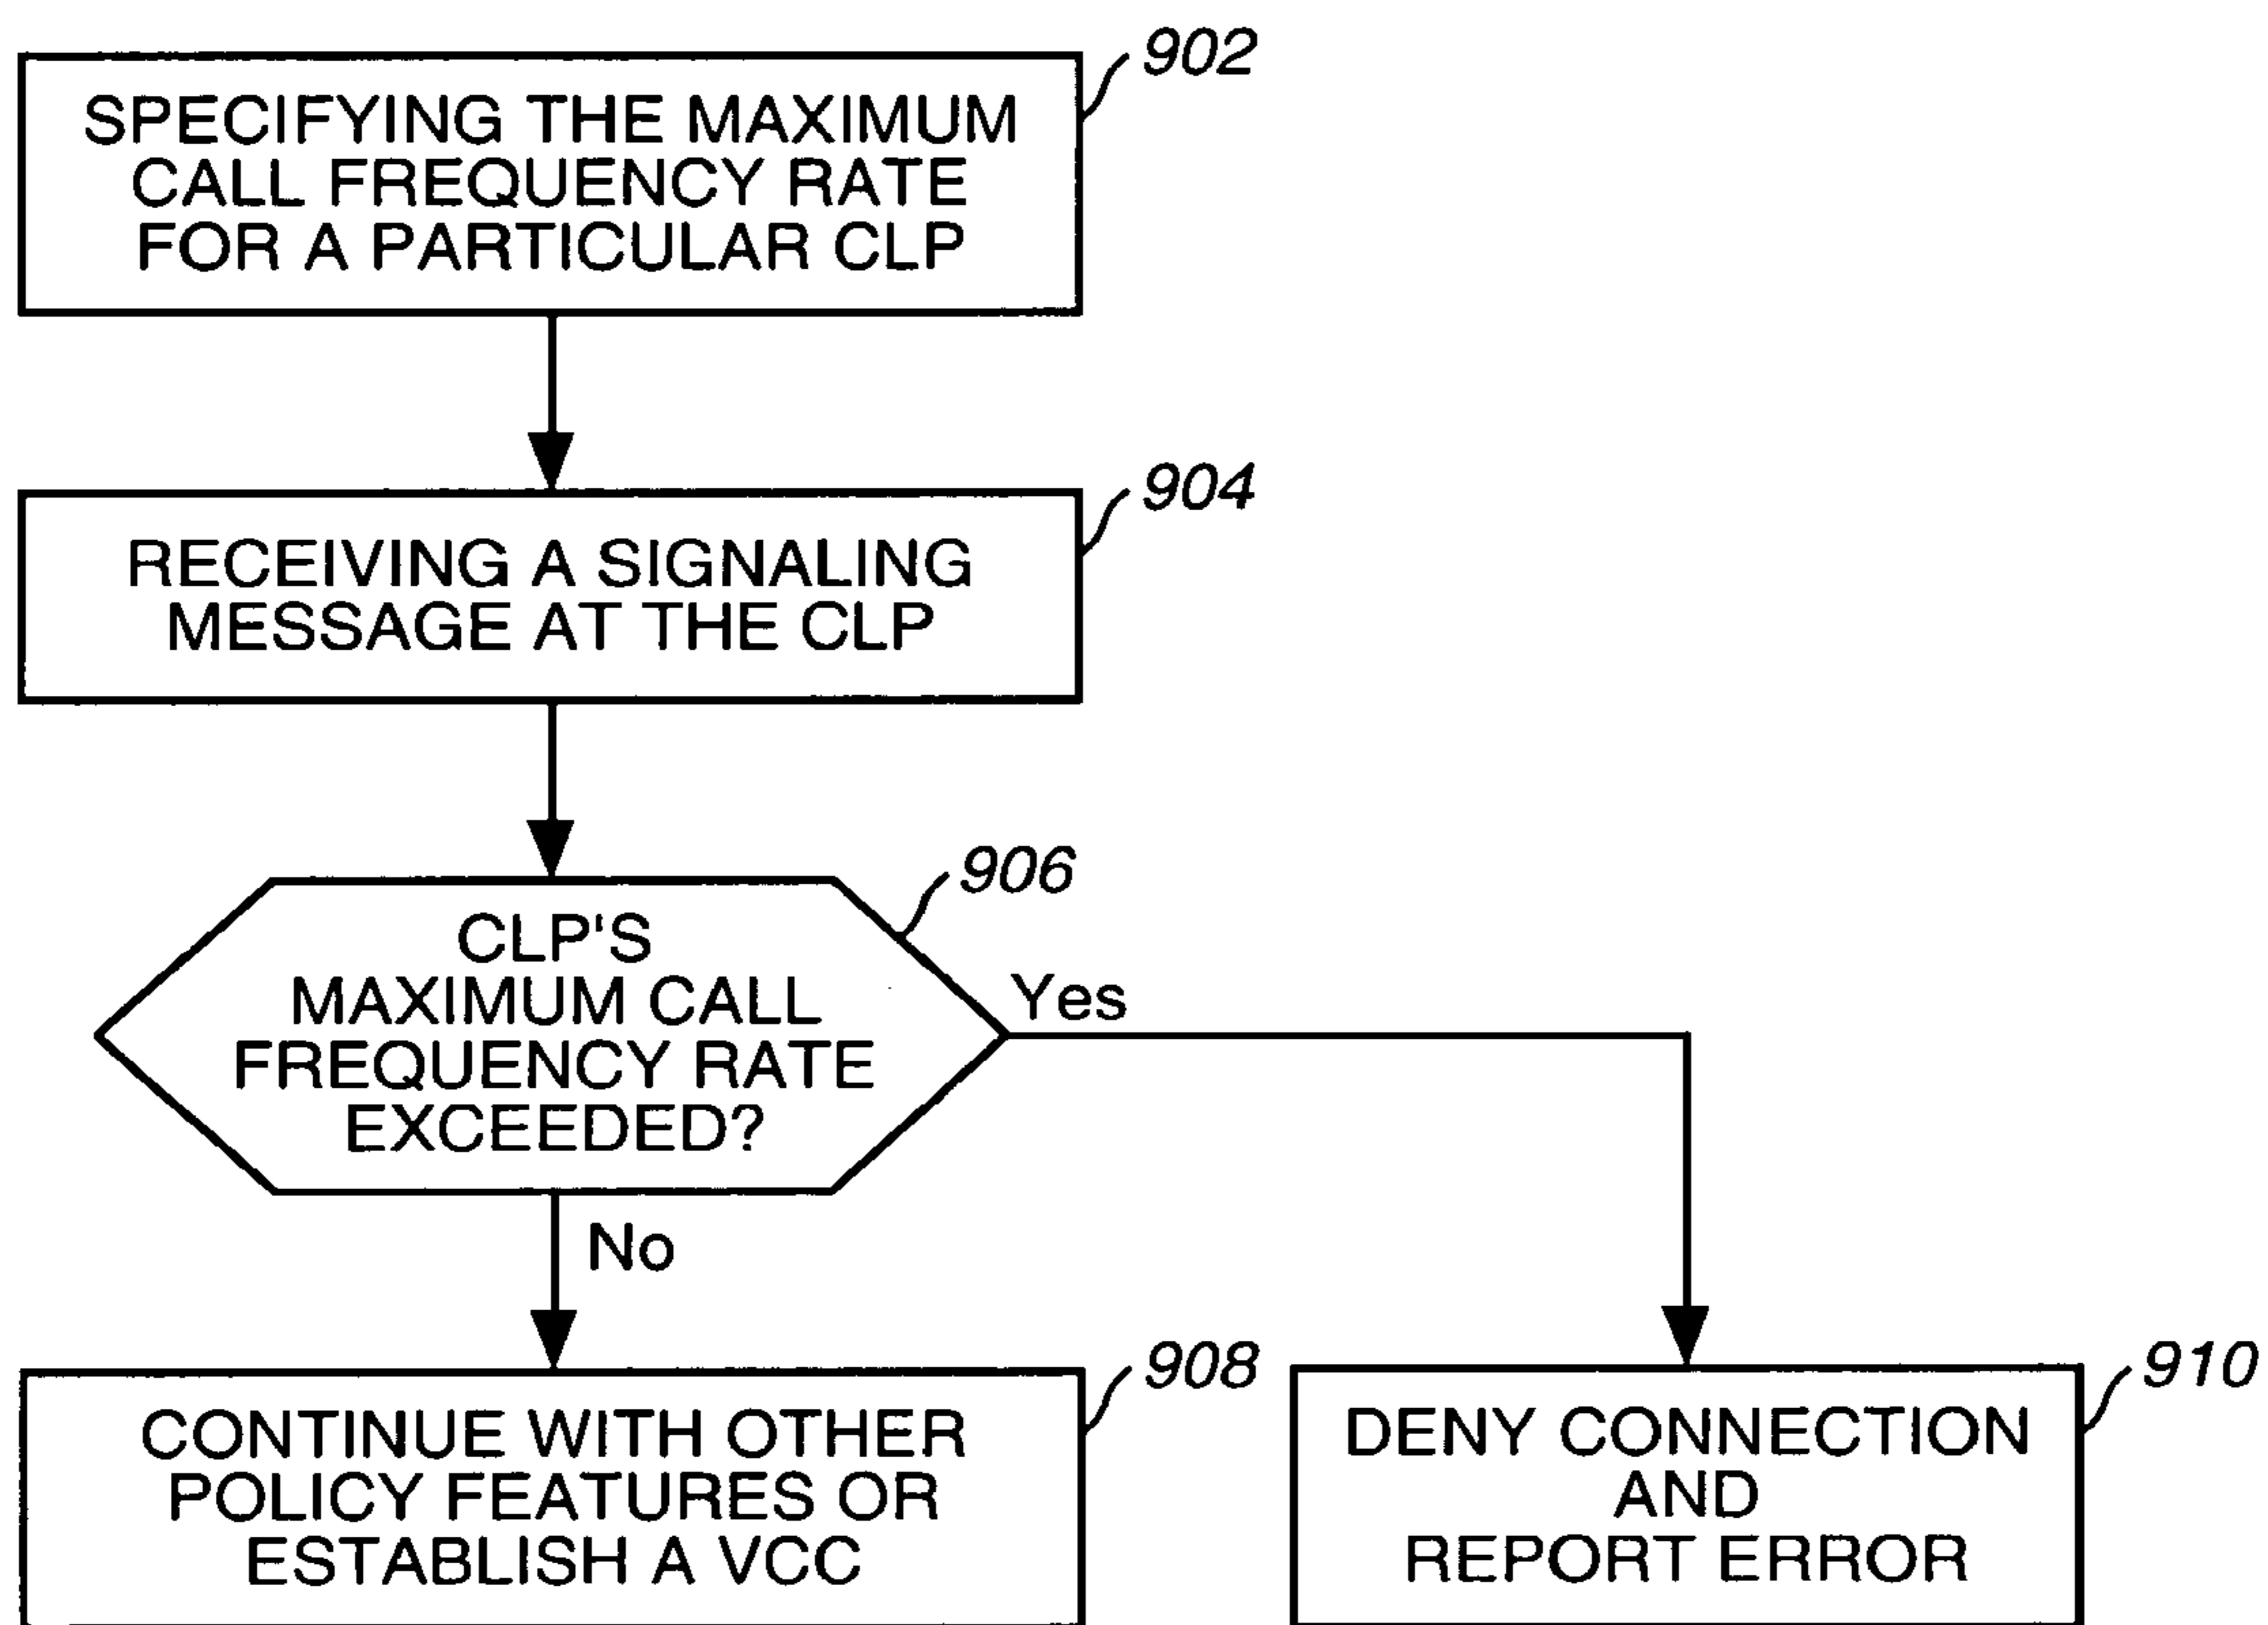 902
SPECIFYING THE MAXIMUM
CALL FREQUENCY RATE
FOR A PARTICULAR CLP
904
RECEIVING A SIGNALING
MESSAGE AT THE CLP
906
CLP'S
MAXIMUM CALL
FREQUENCY RATE
EXCEEDED?
Yes
No
908
CONTINUE WITH OTHER
POLICY FEATURES OR
ESTABLISH A VCC
910
DENY CONNECTION
AND
REPORT ERROR